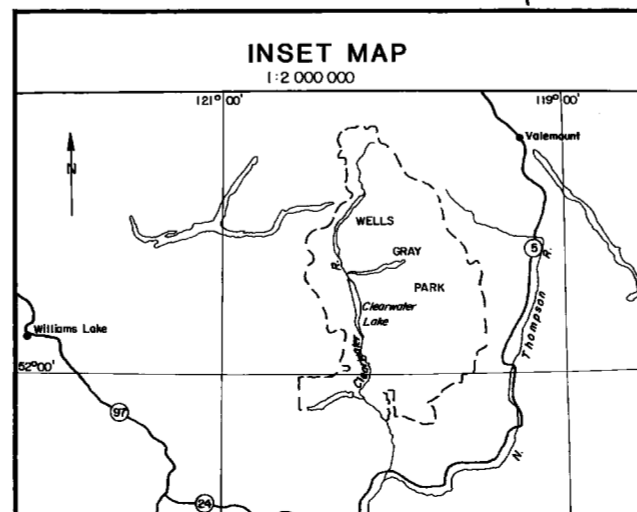 INSET MAP
1:2 000 000
121° 00'
119° 00'
Valemount
N
WELLS
GRAY
PARK
R.
5
R.
Clearwater
Lake
Thompson
Williams Lake
Clearwater
52° 00'
97
N.
24